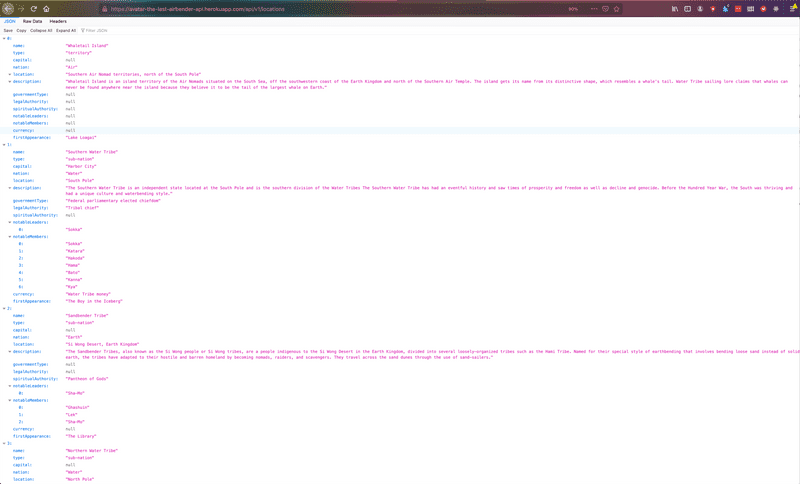 https://avatar-the-last-airbender-api.herokuapp.com/api/v1/locations
80%
JSON Raw Data Headers
Save Copy Collapse All Expand All Filter JSON
0:
name: "Whaletail Island"
type: "territory"
capital: null
nation: "Air"
location: "Southern Air Nomad territories, north of the South Pole"
description: "Whaletail Island is an island territory of the Air Nomads situated on the South Sea, off the southwestern coast of the Earth Kingdom and north of the Southern Air Temple. The island gets its name from its distinctive shape, which resembles a whale's tail. Water Tribe sailing lore claims that whales can
never be found anywhere near the island because they believe it to be the tail of the largest whale on Earth."
governmentType: null
legalAuthority: null
spiritualAuthority: null
notableLeaders: null
notableMembers: null
currency: null
firstAppearance: "Lake Loagai"
1:
name: "Southern Water Tribe"
type: "sub-nation"
capital: "Harbor City"
nation: "Water"
location: "South Pole"
description: "The Southern Water Tribe is an independent state located at the South Pole and is the southern division of the Water Tribes The Southern Water Tribe has had an eventful history and saw times of prosperity and freedom as well as decline and genocide. Before the Hundred Year War, the South was thriving and
had a unique culture and waterbending style."
governmentType: "Federal parliamentary elected chiefdom"
legalAuthority: "Tribal chief"
spiritualAuthority: null
notableLeaders:
0: "Sokka"
notableMembers:
0: "Sokka"
1: "Katara"
2: "Hakoda"
3: "Hama"
4: "Bato"
5: "Kanna"
6: "Kya"
currency: "Water Tribe money"
firstAppearance: "The Boy in the Iceberg"
2:
name: "Sandbender Tribe"
type: "sub-nation"
capital: null
nation: "Earth"
location: "Si Wong Desert, Earth Kingdom"
description: "The Sandbender Tribes, also known as the Si Wong people or Si Wong tribes, are a people indigenous to the Si Wong Desert in the Earth Kingdom, divided into several loosely-organized tribes such as the Hami Tribe. Named for their special style of earthbending that involves bending loose sand instead of solid
earth, the tribes have adapted to their hostile and barren homeland by becoming nomads, raiders, and scavengers. They travel across the sand dunes through the use of sand-sailers."
governmentType: null
legalAuthority: null
spiritualAuthority: "Pantheon of Gods"
notableLeaders:
0: "Sha-Mo"
notableMembers:
0: "Ghashiun"
1: "Lek"
2: "Sha-Mo"
currency: null
firstAppearance: "The Library"
3:
name: "Northern Water Tribe"
type: "sub-nation"
capital: null
nation: "Water"
location: "North Pole"